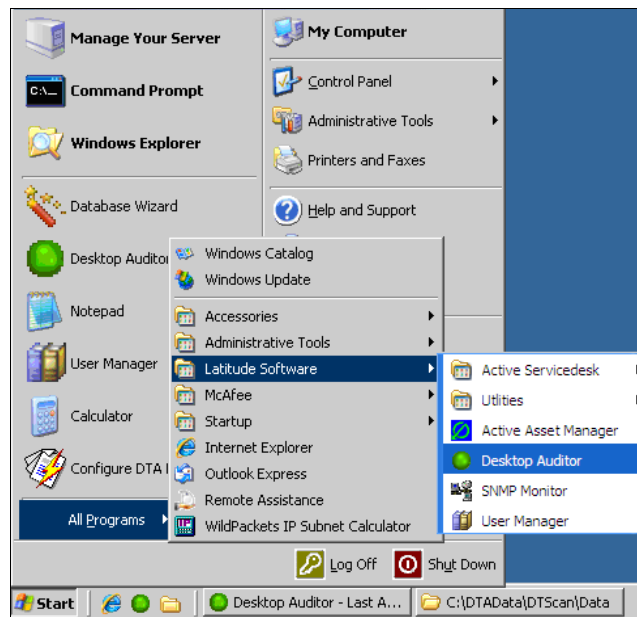 Manage Your Server
Command Prompt
Windows Explorer
Database Wizard
Desktop Auditor
Notepad
User Manager
Calculator
Configure DTA
All Programs
My Computer
Control Panel
Administrative Tools
Printers and Faxes
Help and Support
Windows Catalog
Windows Update
Accessories
Administrative Tools
Latitude Software
McAfee
Startup
Internet Explorer
Outlook Express
Remote Assistance
WildPackets IP Subnet Calculator
Active Servicedesk
Utlities
Active Asset Manager
Desktop Auditor
SNMP Monitor
User Manager
Log Off
Shut Down
Start
Desktop Auditor - Last A...
C:\DTAData\DTScan\Data